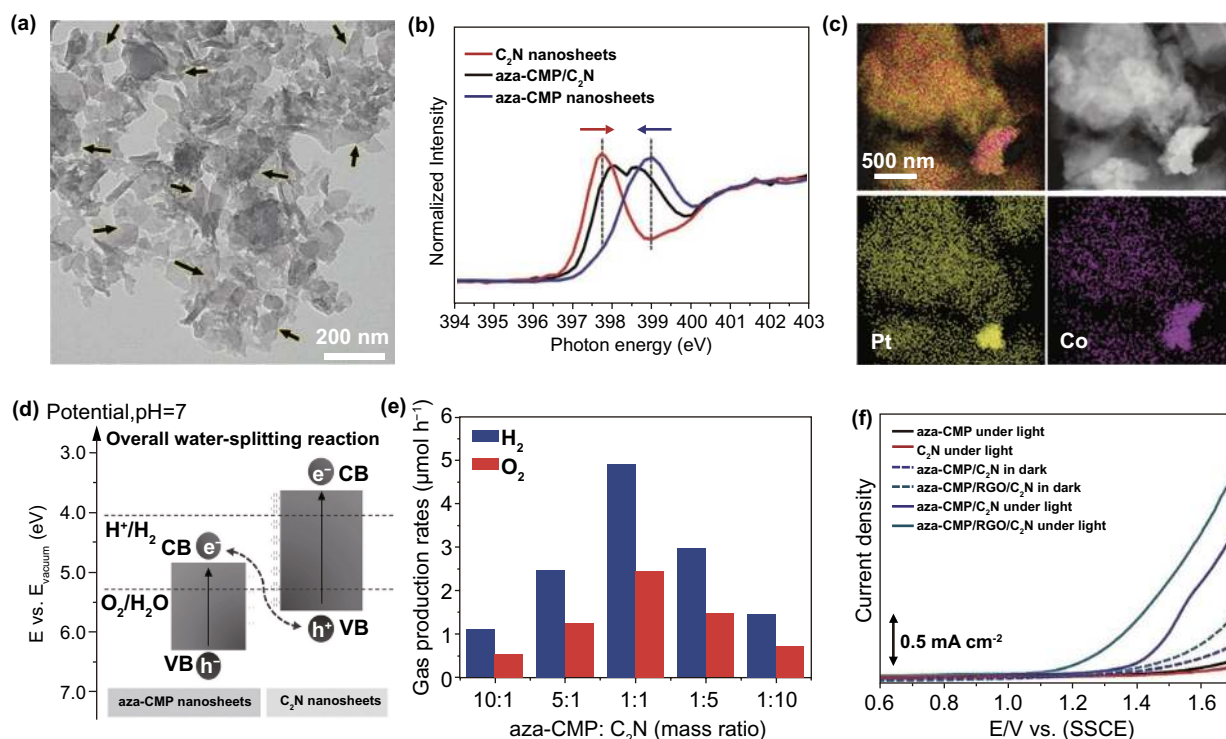 (a)
200 nm
(b)
C₂N nanosheets
aza-CMP/C₂N
aza-CMP nanosheets
Normalized Intensity
394 395 396 397 398 399 400 402 403
Photon energy (eV)
(c)
500 nm
Pt
Co
(d) Potential,pH=7
Overall water-splitting reaction
E vs. E_vacuum (eV)
3.0
4.0
5.0
6.0
7.0
e⁻ CB
H⁺/H₂
CB e⁻
O₂/H₂O
h⁺ VB
VB h⁻
aza-CMP nanosheets
C₂N nanosheets
(e)
Gas production rates (μmol h⁻¹)
6
5
4
3
2
1
0
H₂
O₂
10:1 5:1 1:1 1:5 1:10
aza-CMP: C₂N (mass ratio)
(f)
aza-CMP under light
C₂N under light
aza-CMP/C₂N in dark
aza-CMP/RGO/C₂N in dark
aza-CMP/C₂N under light
aza-CMP/RGO/C₂N under light
Current density
0.5 mA cm⁻²
0.6 0.8 1.0 1.2 1.4 1.6
E/V vs. (SSCE)